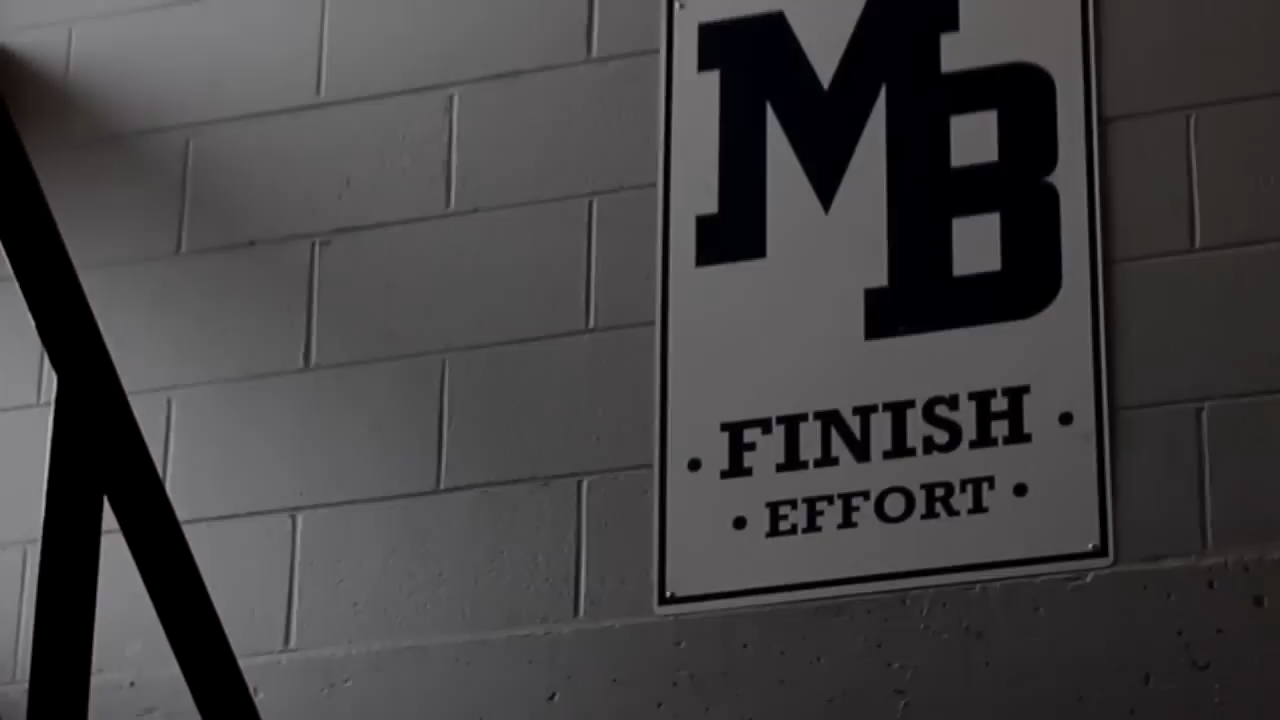 MB
• FINISH •
• EFFORT •